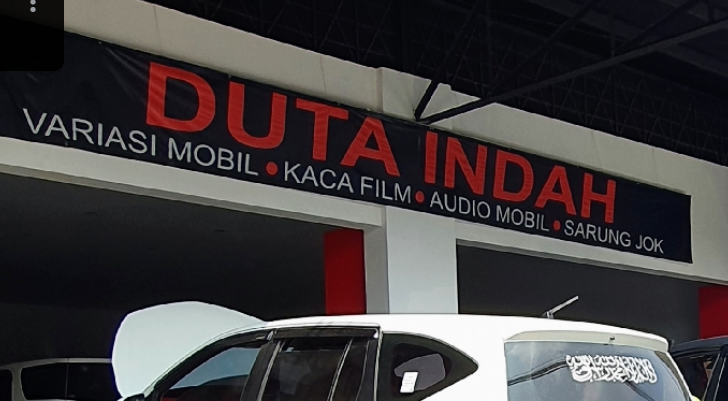 DUTA INDAH
VARIASI MOBIL • KACA FILM • AUDIO MOBIL • SARUNG JOK